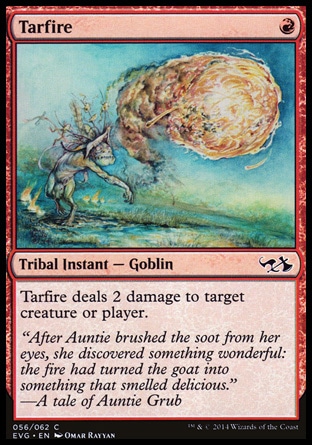 Tarfire
Tribal Instant — Goblin
Tarfire deals 2 damage to target
creature or player.
“After Auntie brushed the soot from her
eyes, she discovered something wonderful:
the fire had turned the goat into
something that smelled delicious.”
—A tale of Auntie Grub
056/062 C
EVG • EN Omar Rayyan
™ & © 2014 Wizards of the Coast